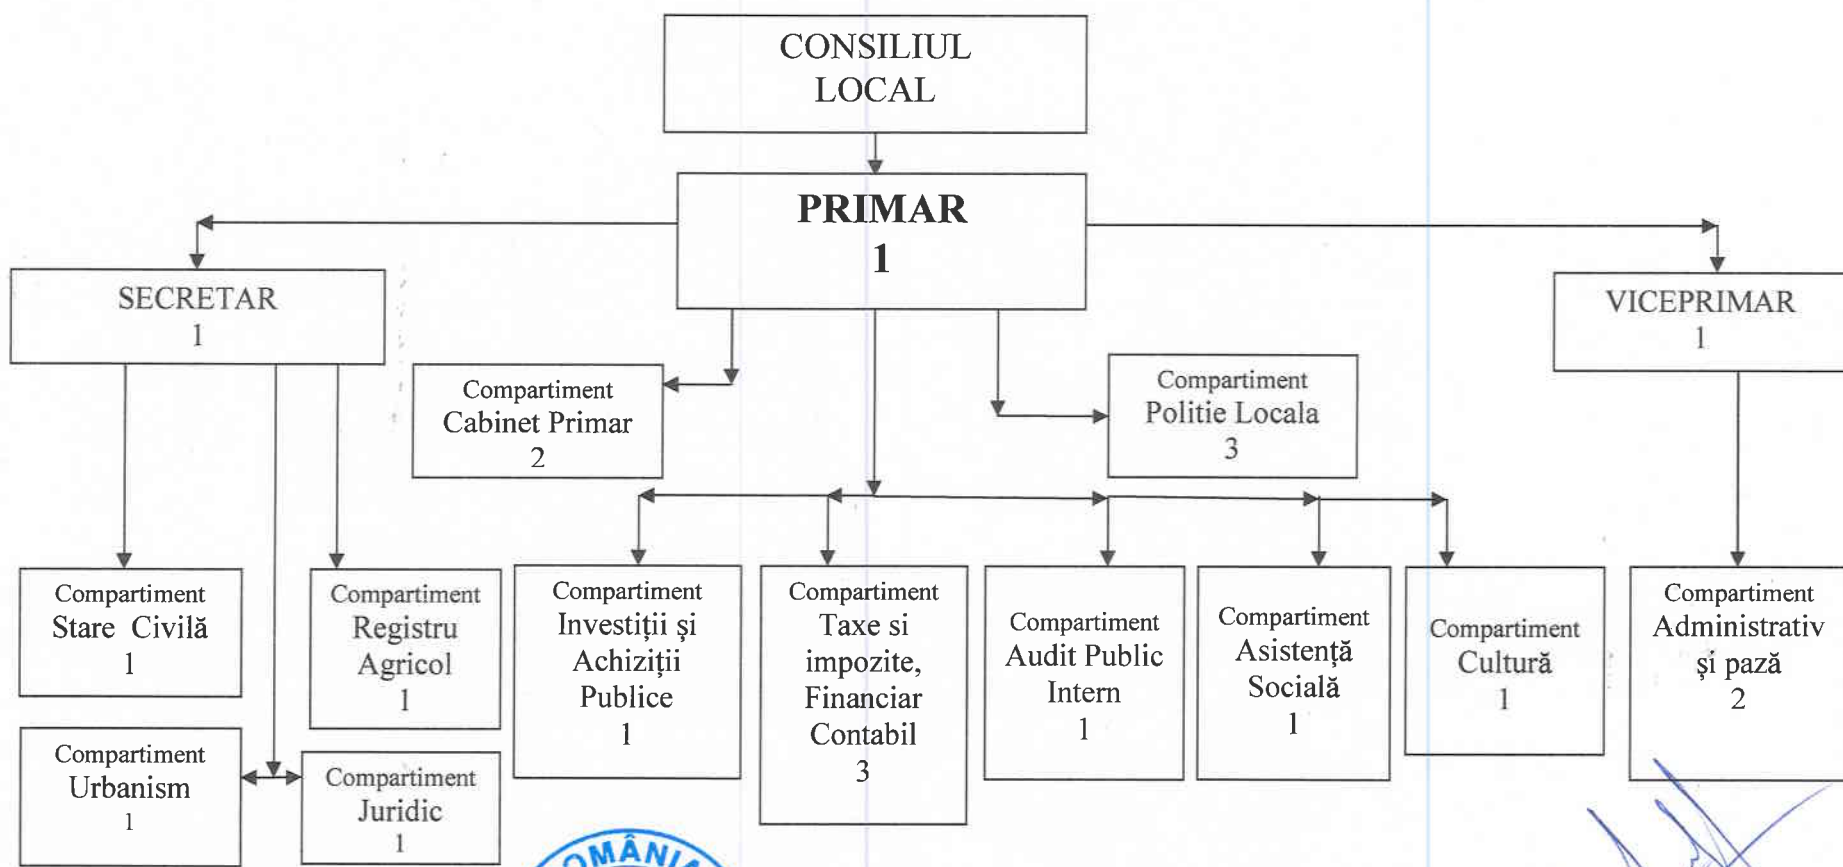 CONSILIUL
LOCAL
PRIMAR
1
SECRETAR
1
VICEPRIMAR
1
Compartiment
Cabinet Primar
2
Compartiment
Politie Locala
3
Compartiment
Stare Civilă
1
Compartiment
Registru
Agricol
1
Compartiment
Investiții și
Achiziții
Publice
1
Compartiment
Taxe si
impozite,
Financiar
Contabil
3
Compartiment
Audit Public
Intern
1
Compartiment
Asistență
Socială
1
Compartiment
Cultură
1
Compartiment
Administrativ
și pază
2
Compartiment
Urbanism
1
Compartiment
Juridic
1
ROMÂNIA